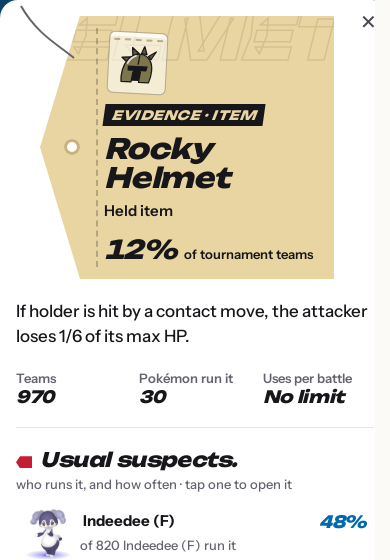 ELMET
×
EVIDENCE · ITEM
Rocky
Helmet
Held item
12% of tournament teams
If holder is hit by a contact move, the attacker
loses 1/6 of its max HP.
Teams
970
Pokémon run it
30
Uses per battle
No limit
Usual suspects.
who runs it, and how often · tap one to open it
Indeedee (F)
48%
of 820 Indeedee (F) run it